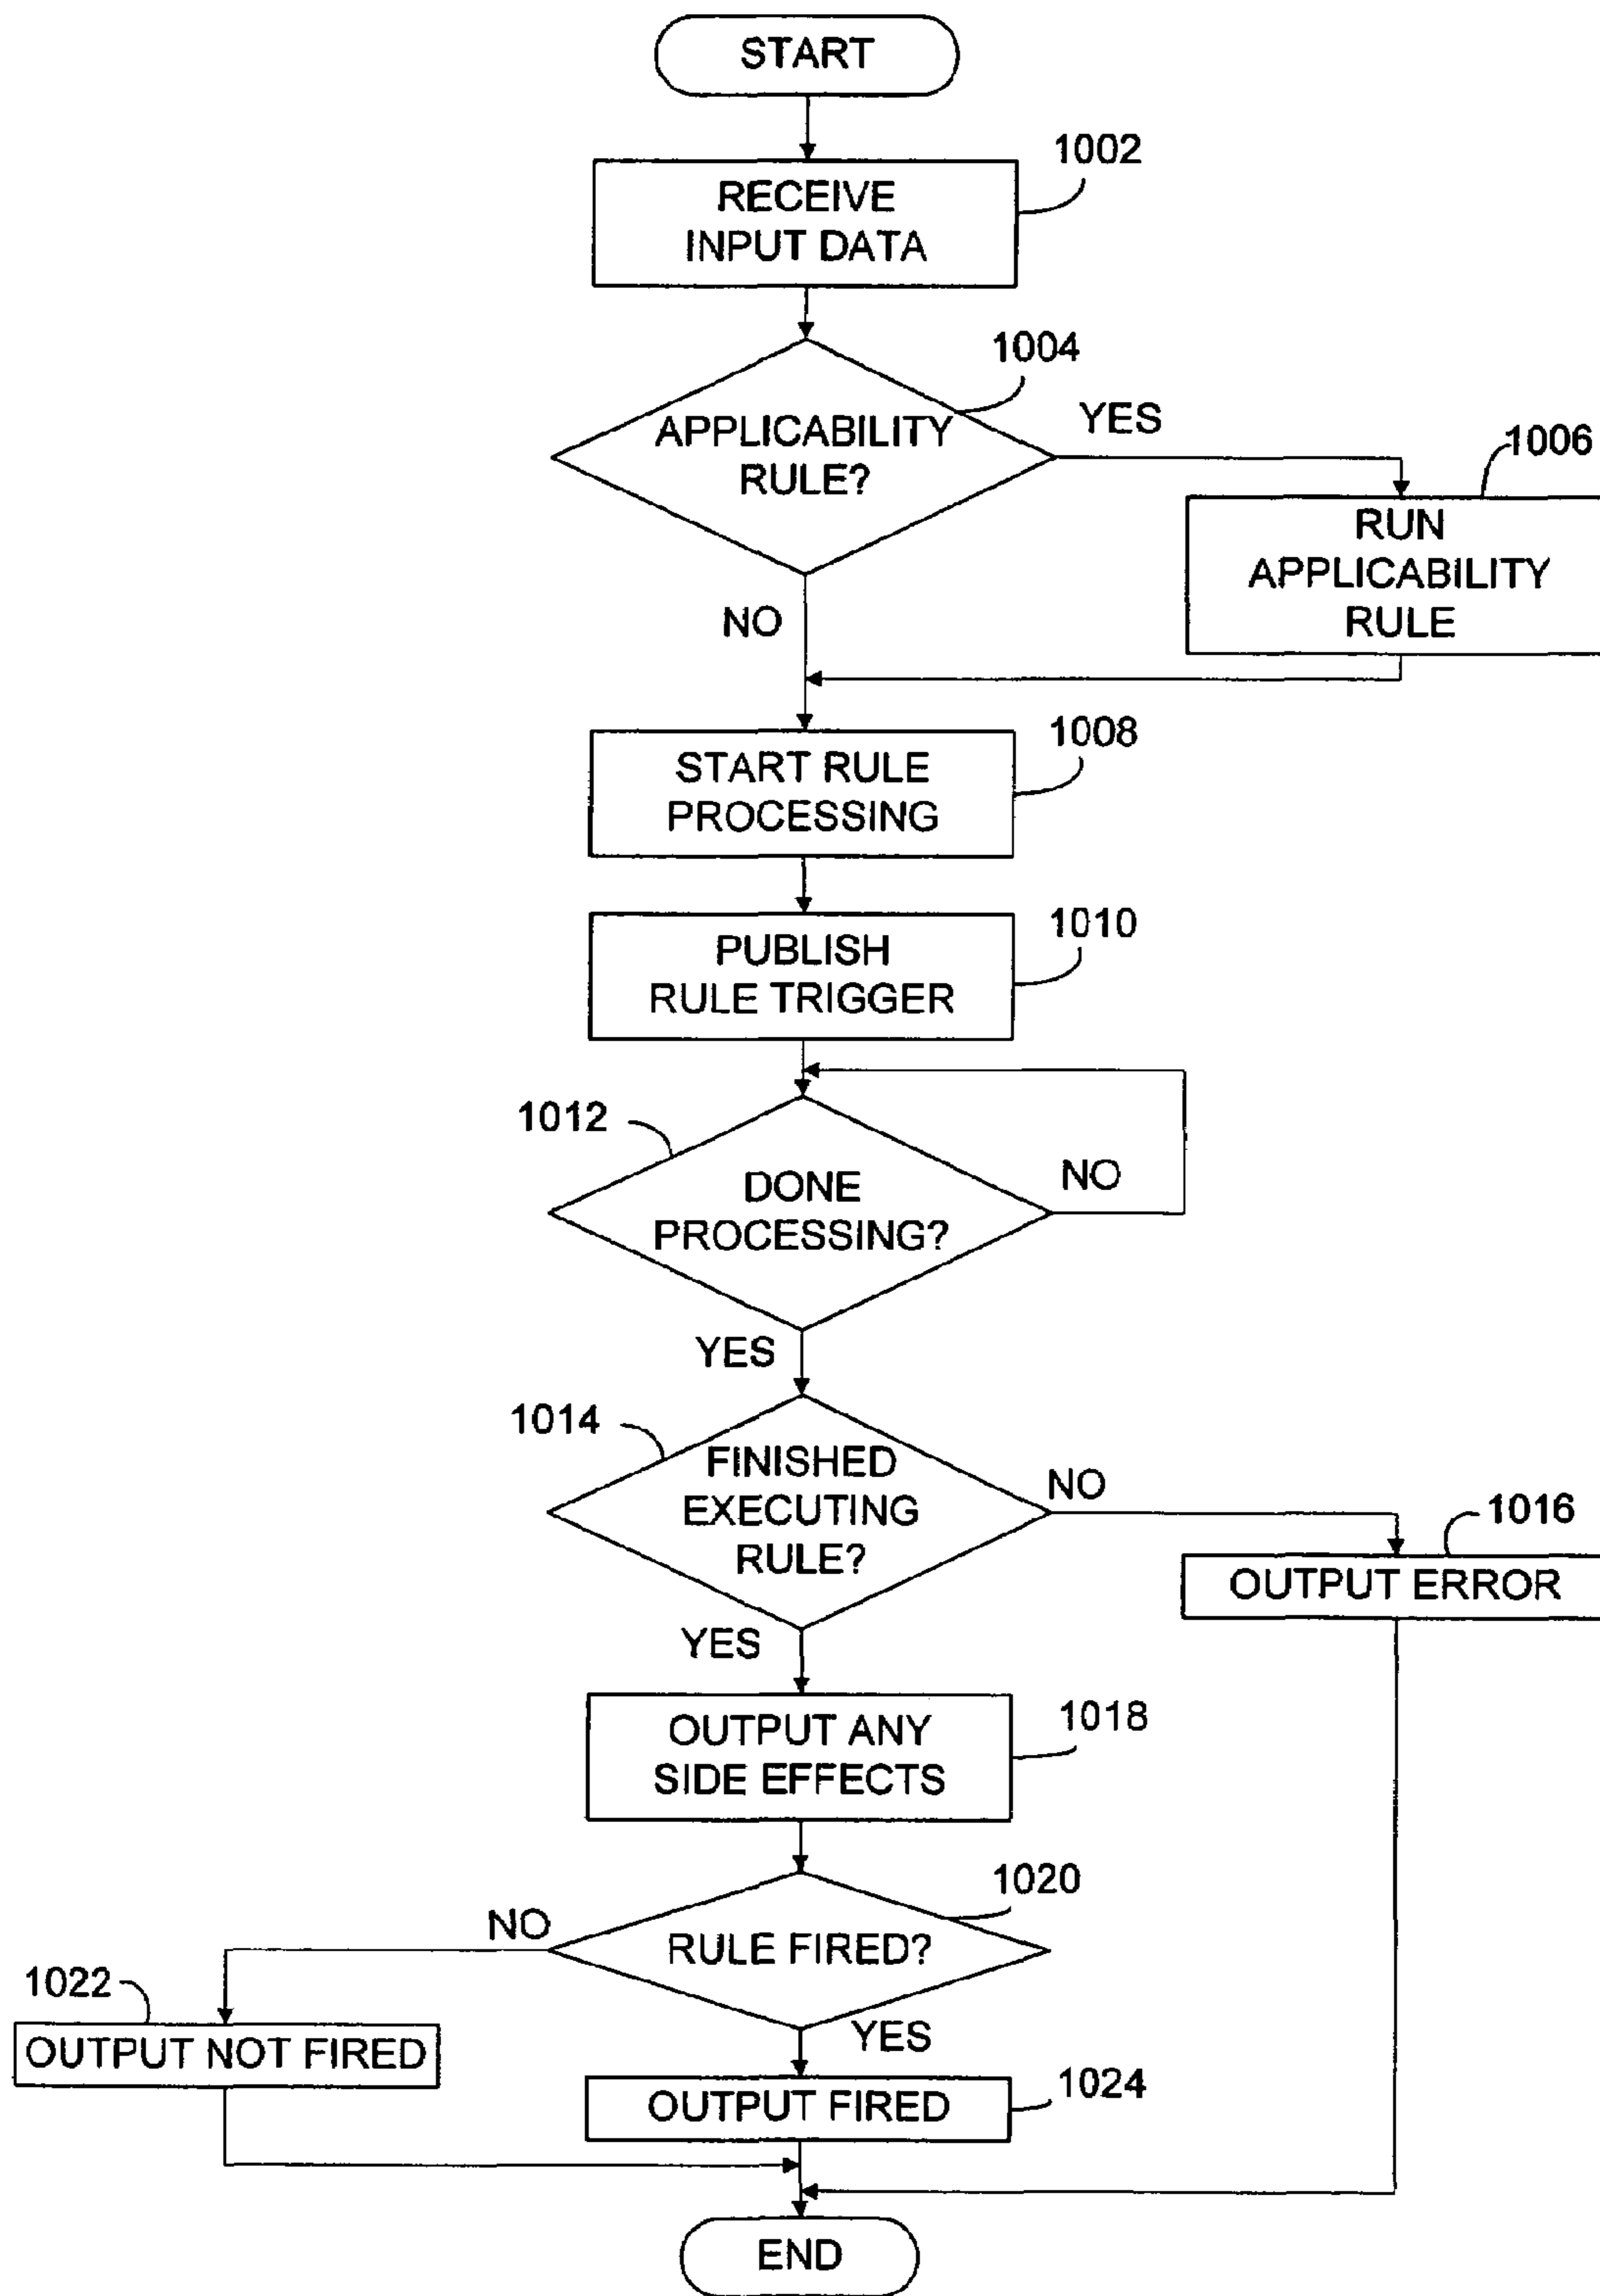 START
1002
RECEIVE
INPUT DATA
1004
APPLICABILITY
RULE?
YES
1006
RUN
APPLICABILITY
RULE
NO
1008
START RULE
PROCESSING
1010
PUBLISH
RULE TRIGGER
1012
DONE
PROCESSING?
NO
YES
1014
FINISHED
EXECUTING
RULE?
NO
1016
OUTPUT ERROR
YES
1018
OUTPUT ANY
SIDE EFFECTS
1020
RULE FIRED?
NO
1022
OUTPUT NOT FIRED
YES
1024
OUTPUT FIRED
END